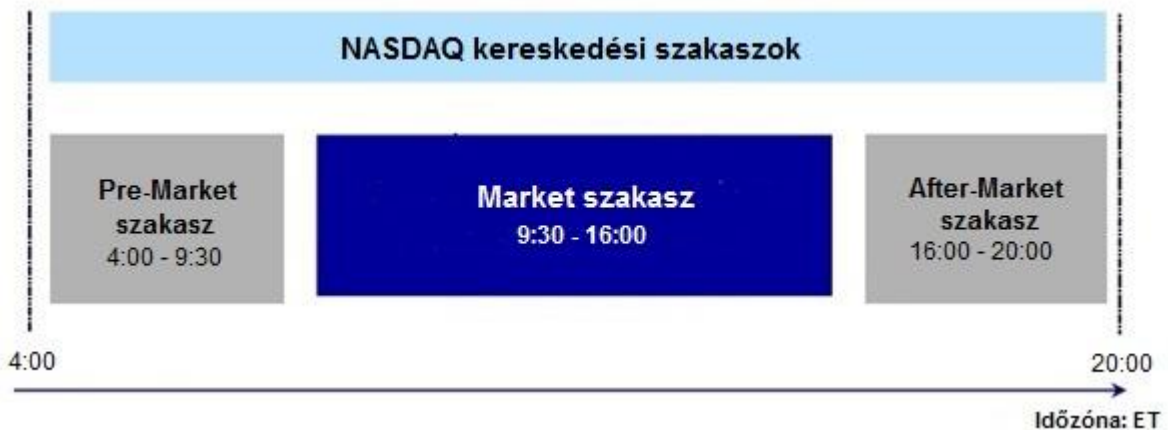 NASDAQ kereskedési szakaszok
Pre-Market
szakasz
4:00 - 9:30
Market szakasz
9:30 - 16:00
After-Market
szakasz
16:00 - 20:00
4:00
20:00
Időzóna: ET